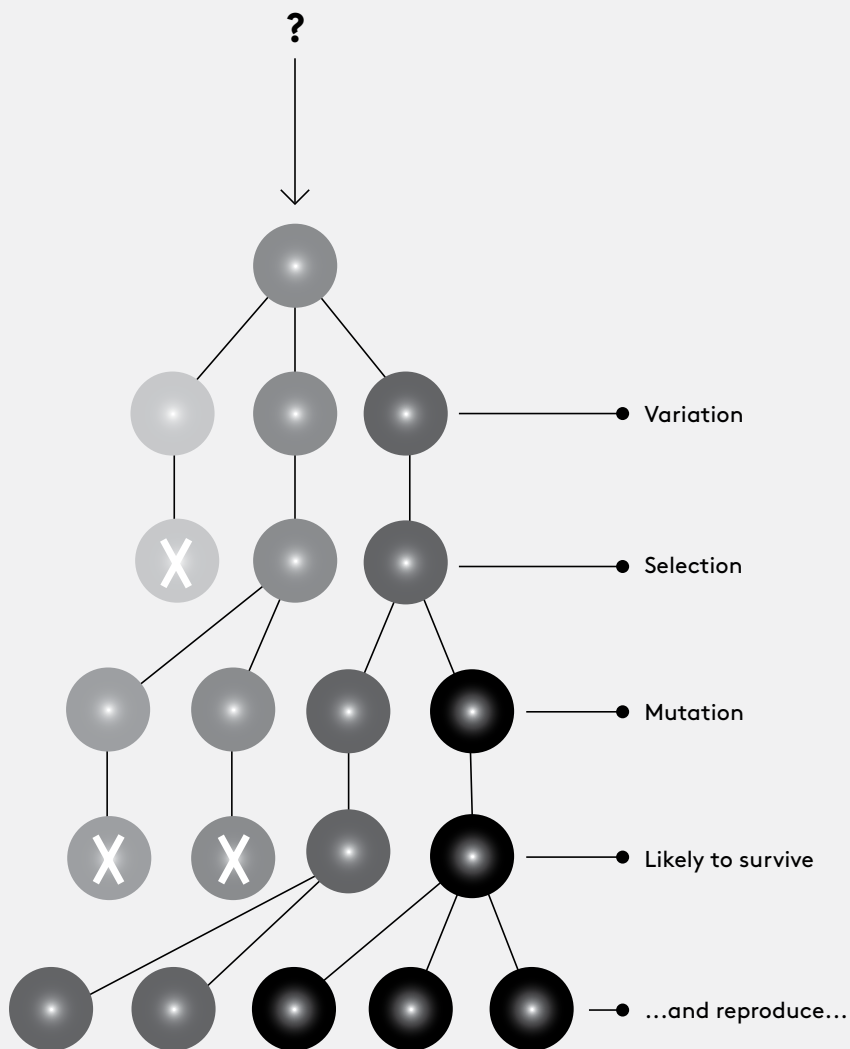 ?
Variation
X
Selection
Mutation
X X
Likely to survive
...and reproduce...